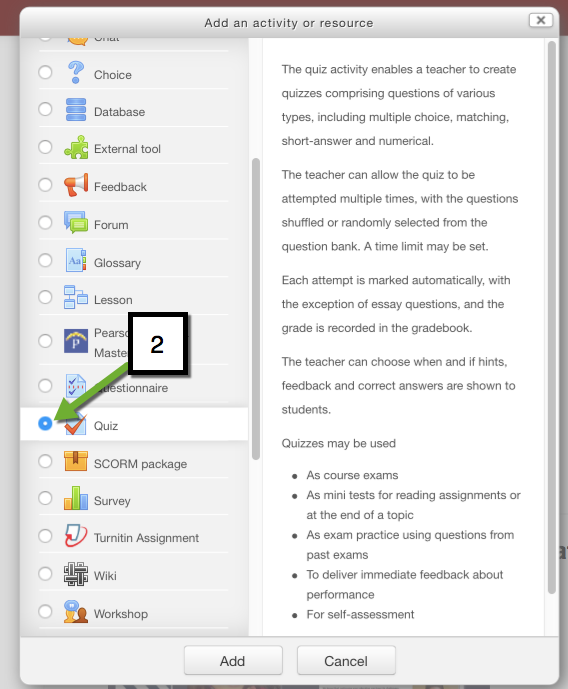 Add an activity or resource
Chat
Choice
Database
External tool
Feedback
Forum
Glossary
Lesson
Pearso
Maste
2
Questionnaire
Quiz
SCORM package
Survey
Turnitin Assignment
Wiki
Workshop
The quiz activity enables a teacher to create
quizzes comprising questions of various
types, including multiple choice, matching,
short-answer and numerical.
The teacher can allow the quiz to be
attempted multiple times, with the questions
shuffled or randomly selected from the
question bank. A time limit may be set.
Each attempt is marked automatically, with
the exception of essay questions, and the
grade is recorded in the gradebook.
The teacher can choose when and if hints,
feedback and correct answers are shown to
students.
Quizzes may be used
As course exams
As mini tests for reading assignments or
at the end of a topic
As exam practice using questions from
past exams
To deliver immediate feedback about
performance
For self-assessment
Add
Cancel